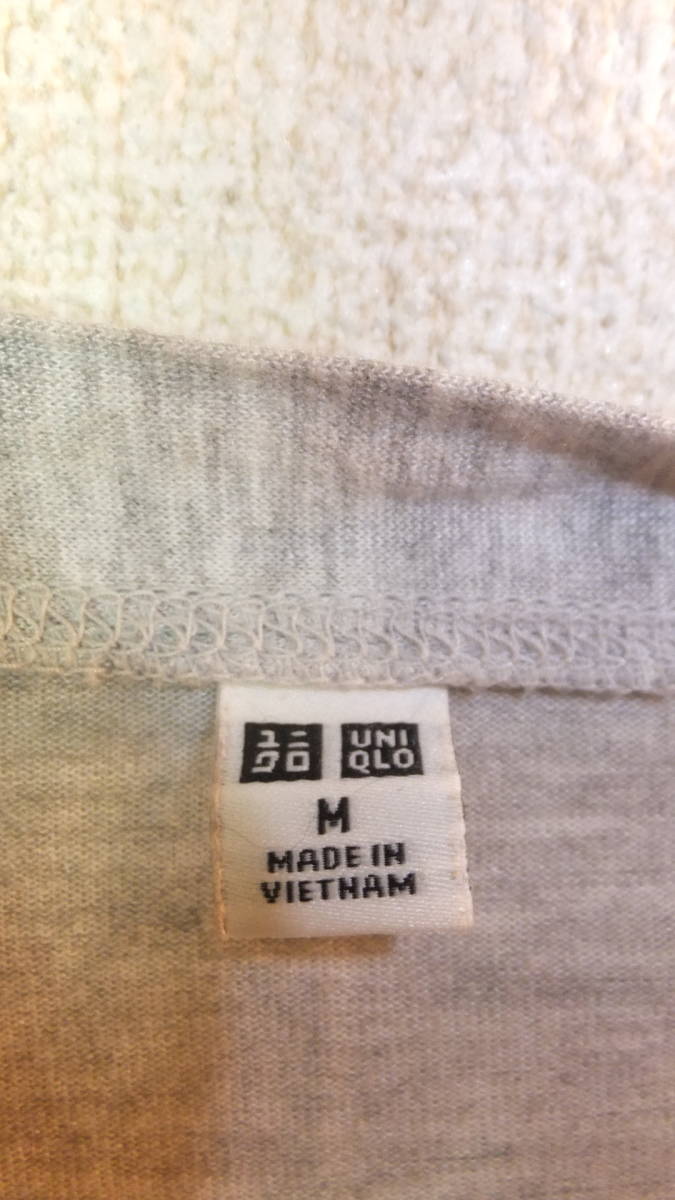 ユニ UNI
クロ QLO
M
MADE IN
VIETNAM